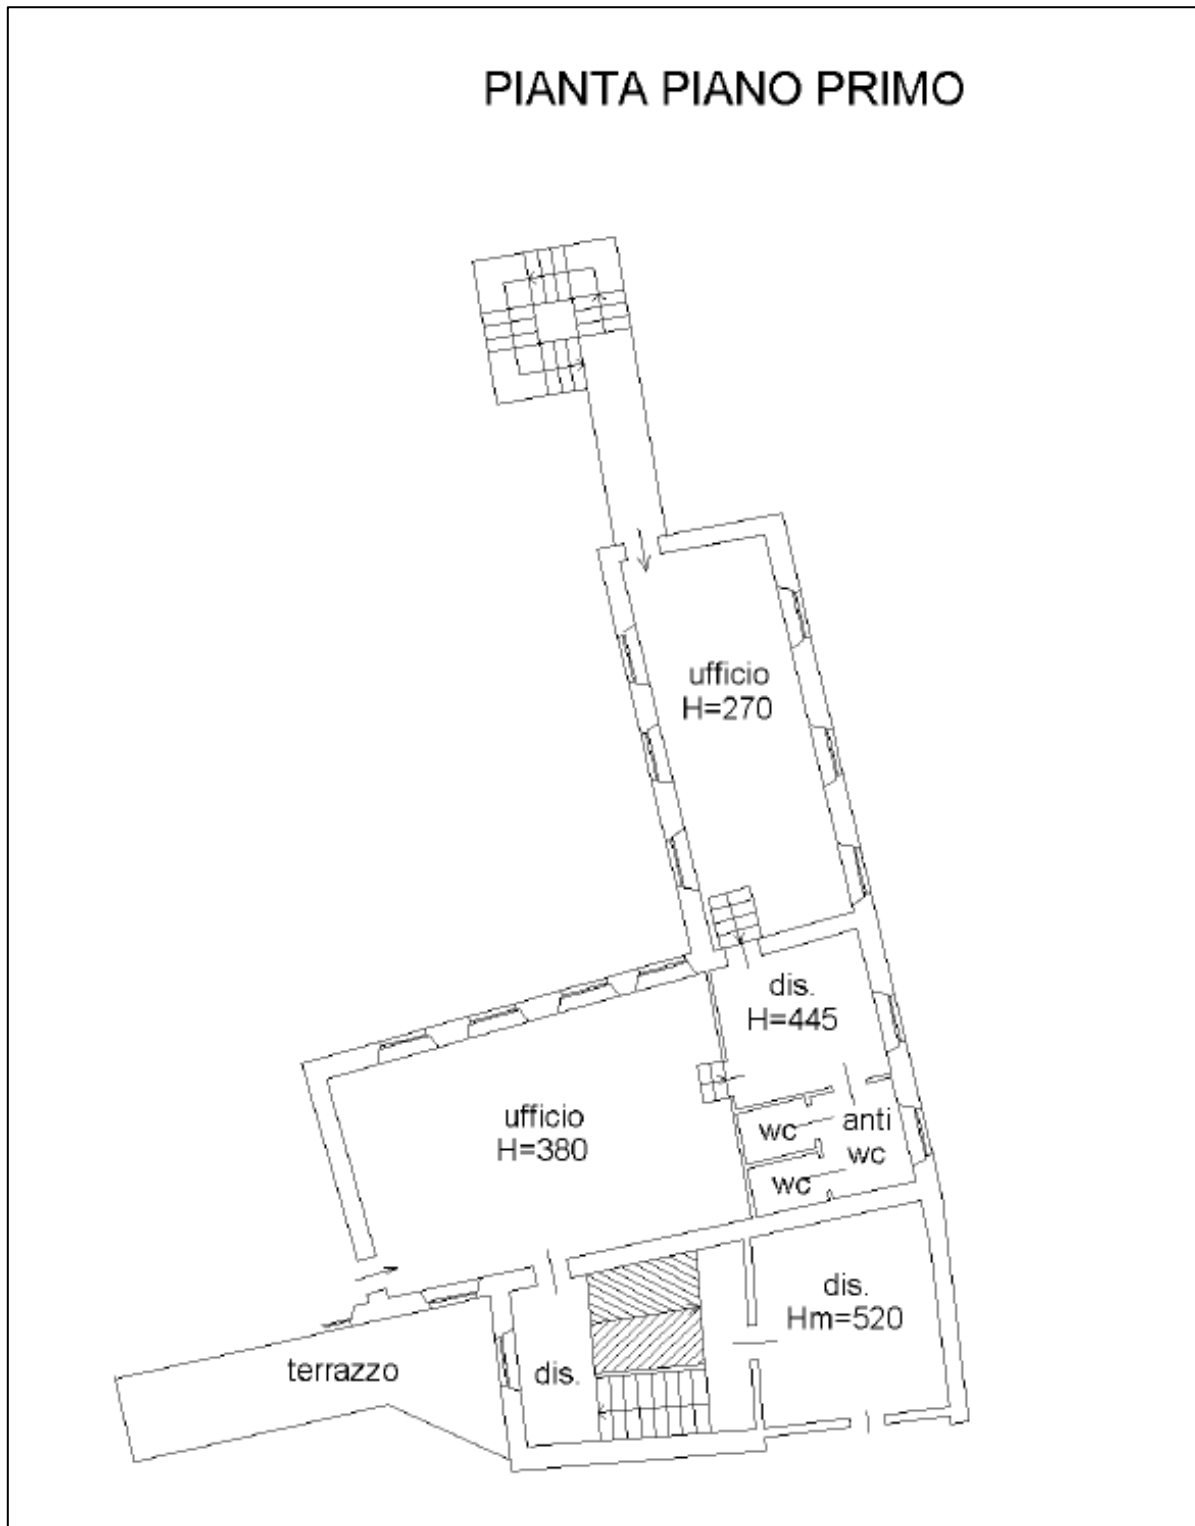 PIANTA PIANO PRIMO
ufficio
H=270
dis.
H=445
ufficio
H=380
wc
anti
wc
wc
dis.
Hm=520
terrazzo
dis.